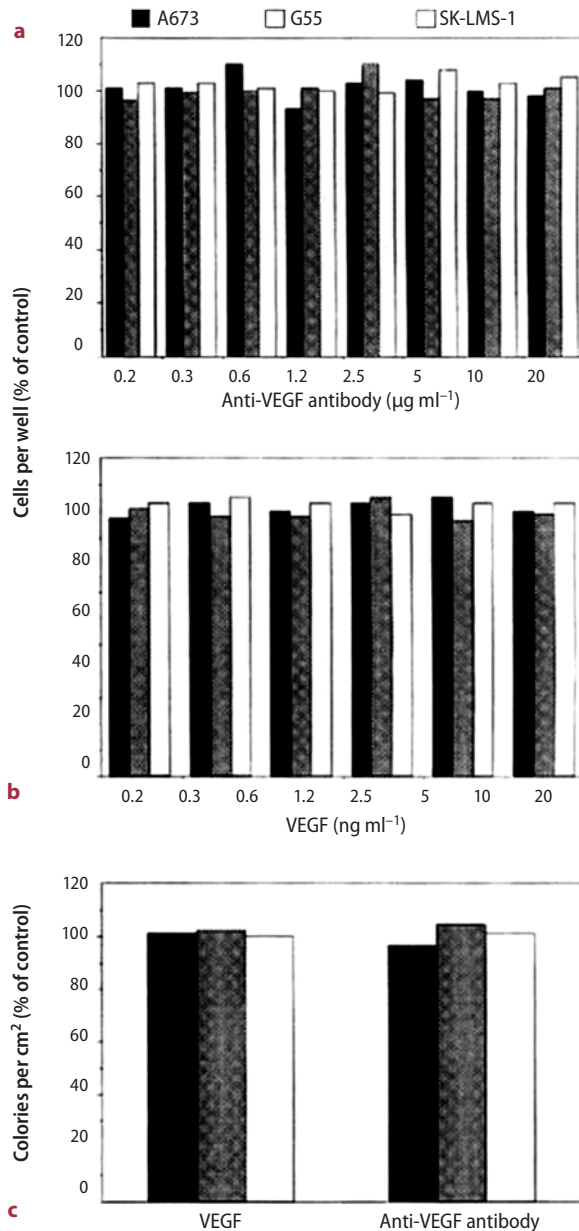 a
A673 G55 SK-LMS-1
120
100
80
60
40
20
0
0.2 0.3 0.6 1.2 2.5 5 10 20
Anti-VEGF antibody (µg ml⁻¹)
Cells per well (% of control)
120
100
80
60
40
20
0
b
0.2 0.3 0.6 1.2 2.5 5 10 20
VEGF (ng ml⁻¹)
Colories per cm² (% of control)
120
100
80
60
40
20
0
c
VEGF Anti-VEGF antibody